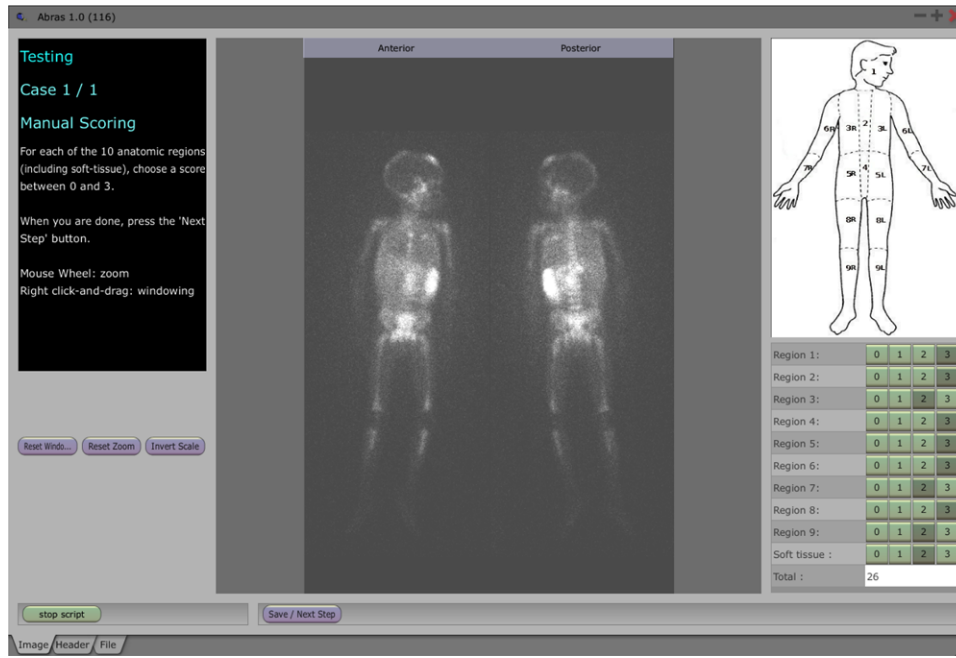 Abras 1.0 (116)
Testing
Case 1 / 1
Manual Scoring
For each of the 10 anatomic regions
(including soft-tissue), choose a score
between 0 and 3.
When you are done, press the 'Next
Step' button.
Mouse Wheel: zoom
Right click-and-drag: windowing
Reset Windo... Reset Zoom Invert Scale
Anterior Posterior
1
6R 3R 2 3L 6L
7R 5R 4 5L 7L
8R 8L
9R 9L
Region 1: 0 1 2 3
Region 2: 0 1 2 3
Region 3: 0 1 2 3
Region 4: 0 1 2 3
Region 5: 0 1 2 3
Region 6: 0 1 2 3
Region 7: 0 1 2 3
Region 8: 0 1 2 3
Region 9: 0 1 2 3
Soft tissue : 0 1 2 3
Total : 26
stop script Save / Next Step
Image Header File